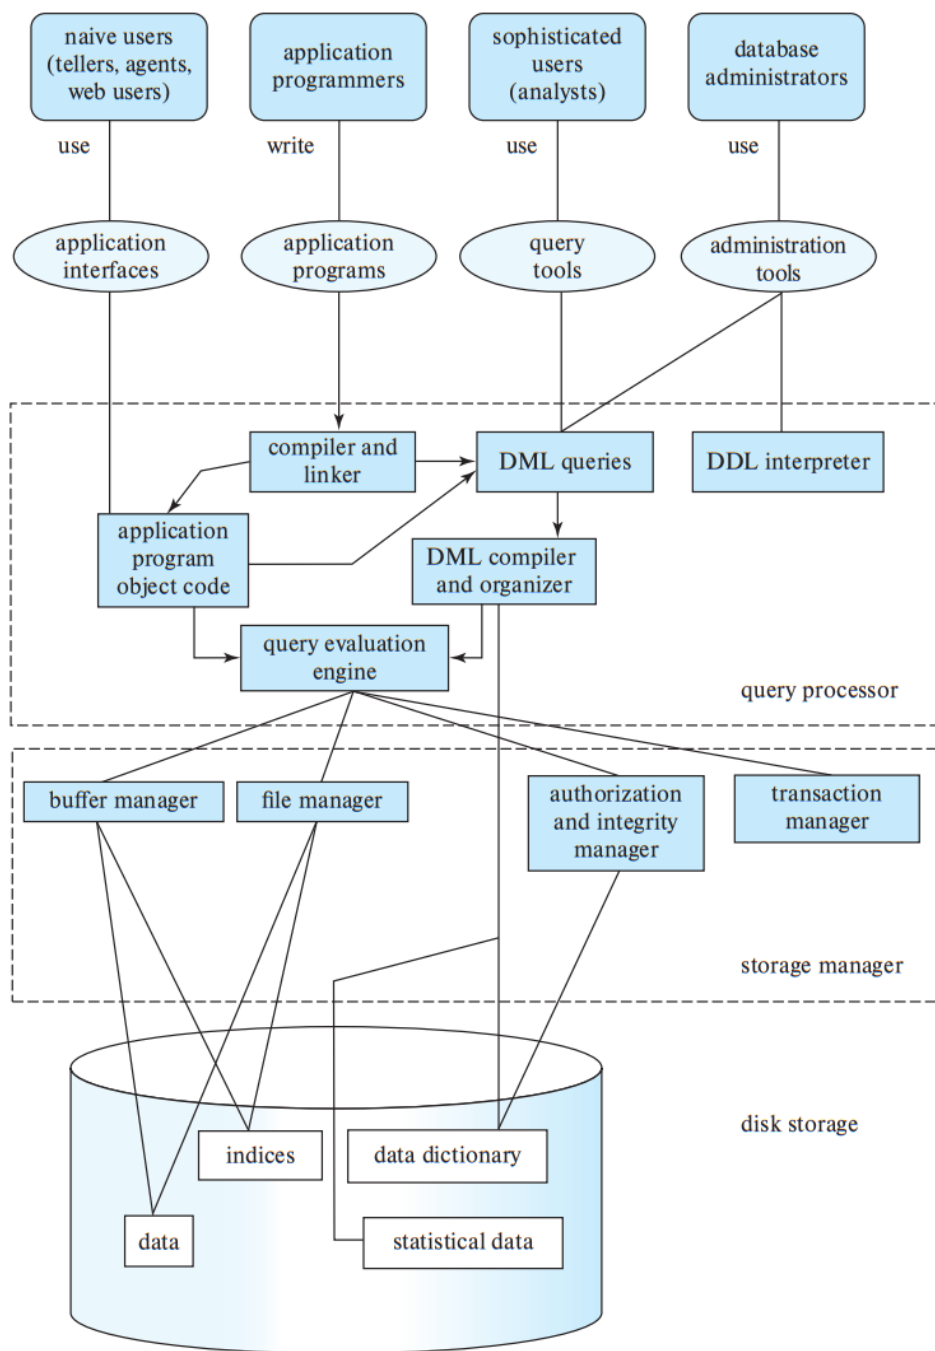 naive users
(tellers, agents,
web users)
application
programmers
sophisticated
users
(analysts)
database
administrators
use
write
use
use
application
interfaces
application
programs
query
tools
administration
tools
compiler and
linker
DML queries
DDL interpreter
application
program
object code
DML compiler
and organizer
query evaluation
engine
query processor
buffer manager
file manager
authorization
and integrity
manager
transaction
manager
storage manager
disk storage
indices
data dictionary
data
statistical data